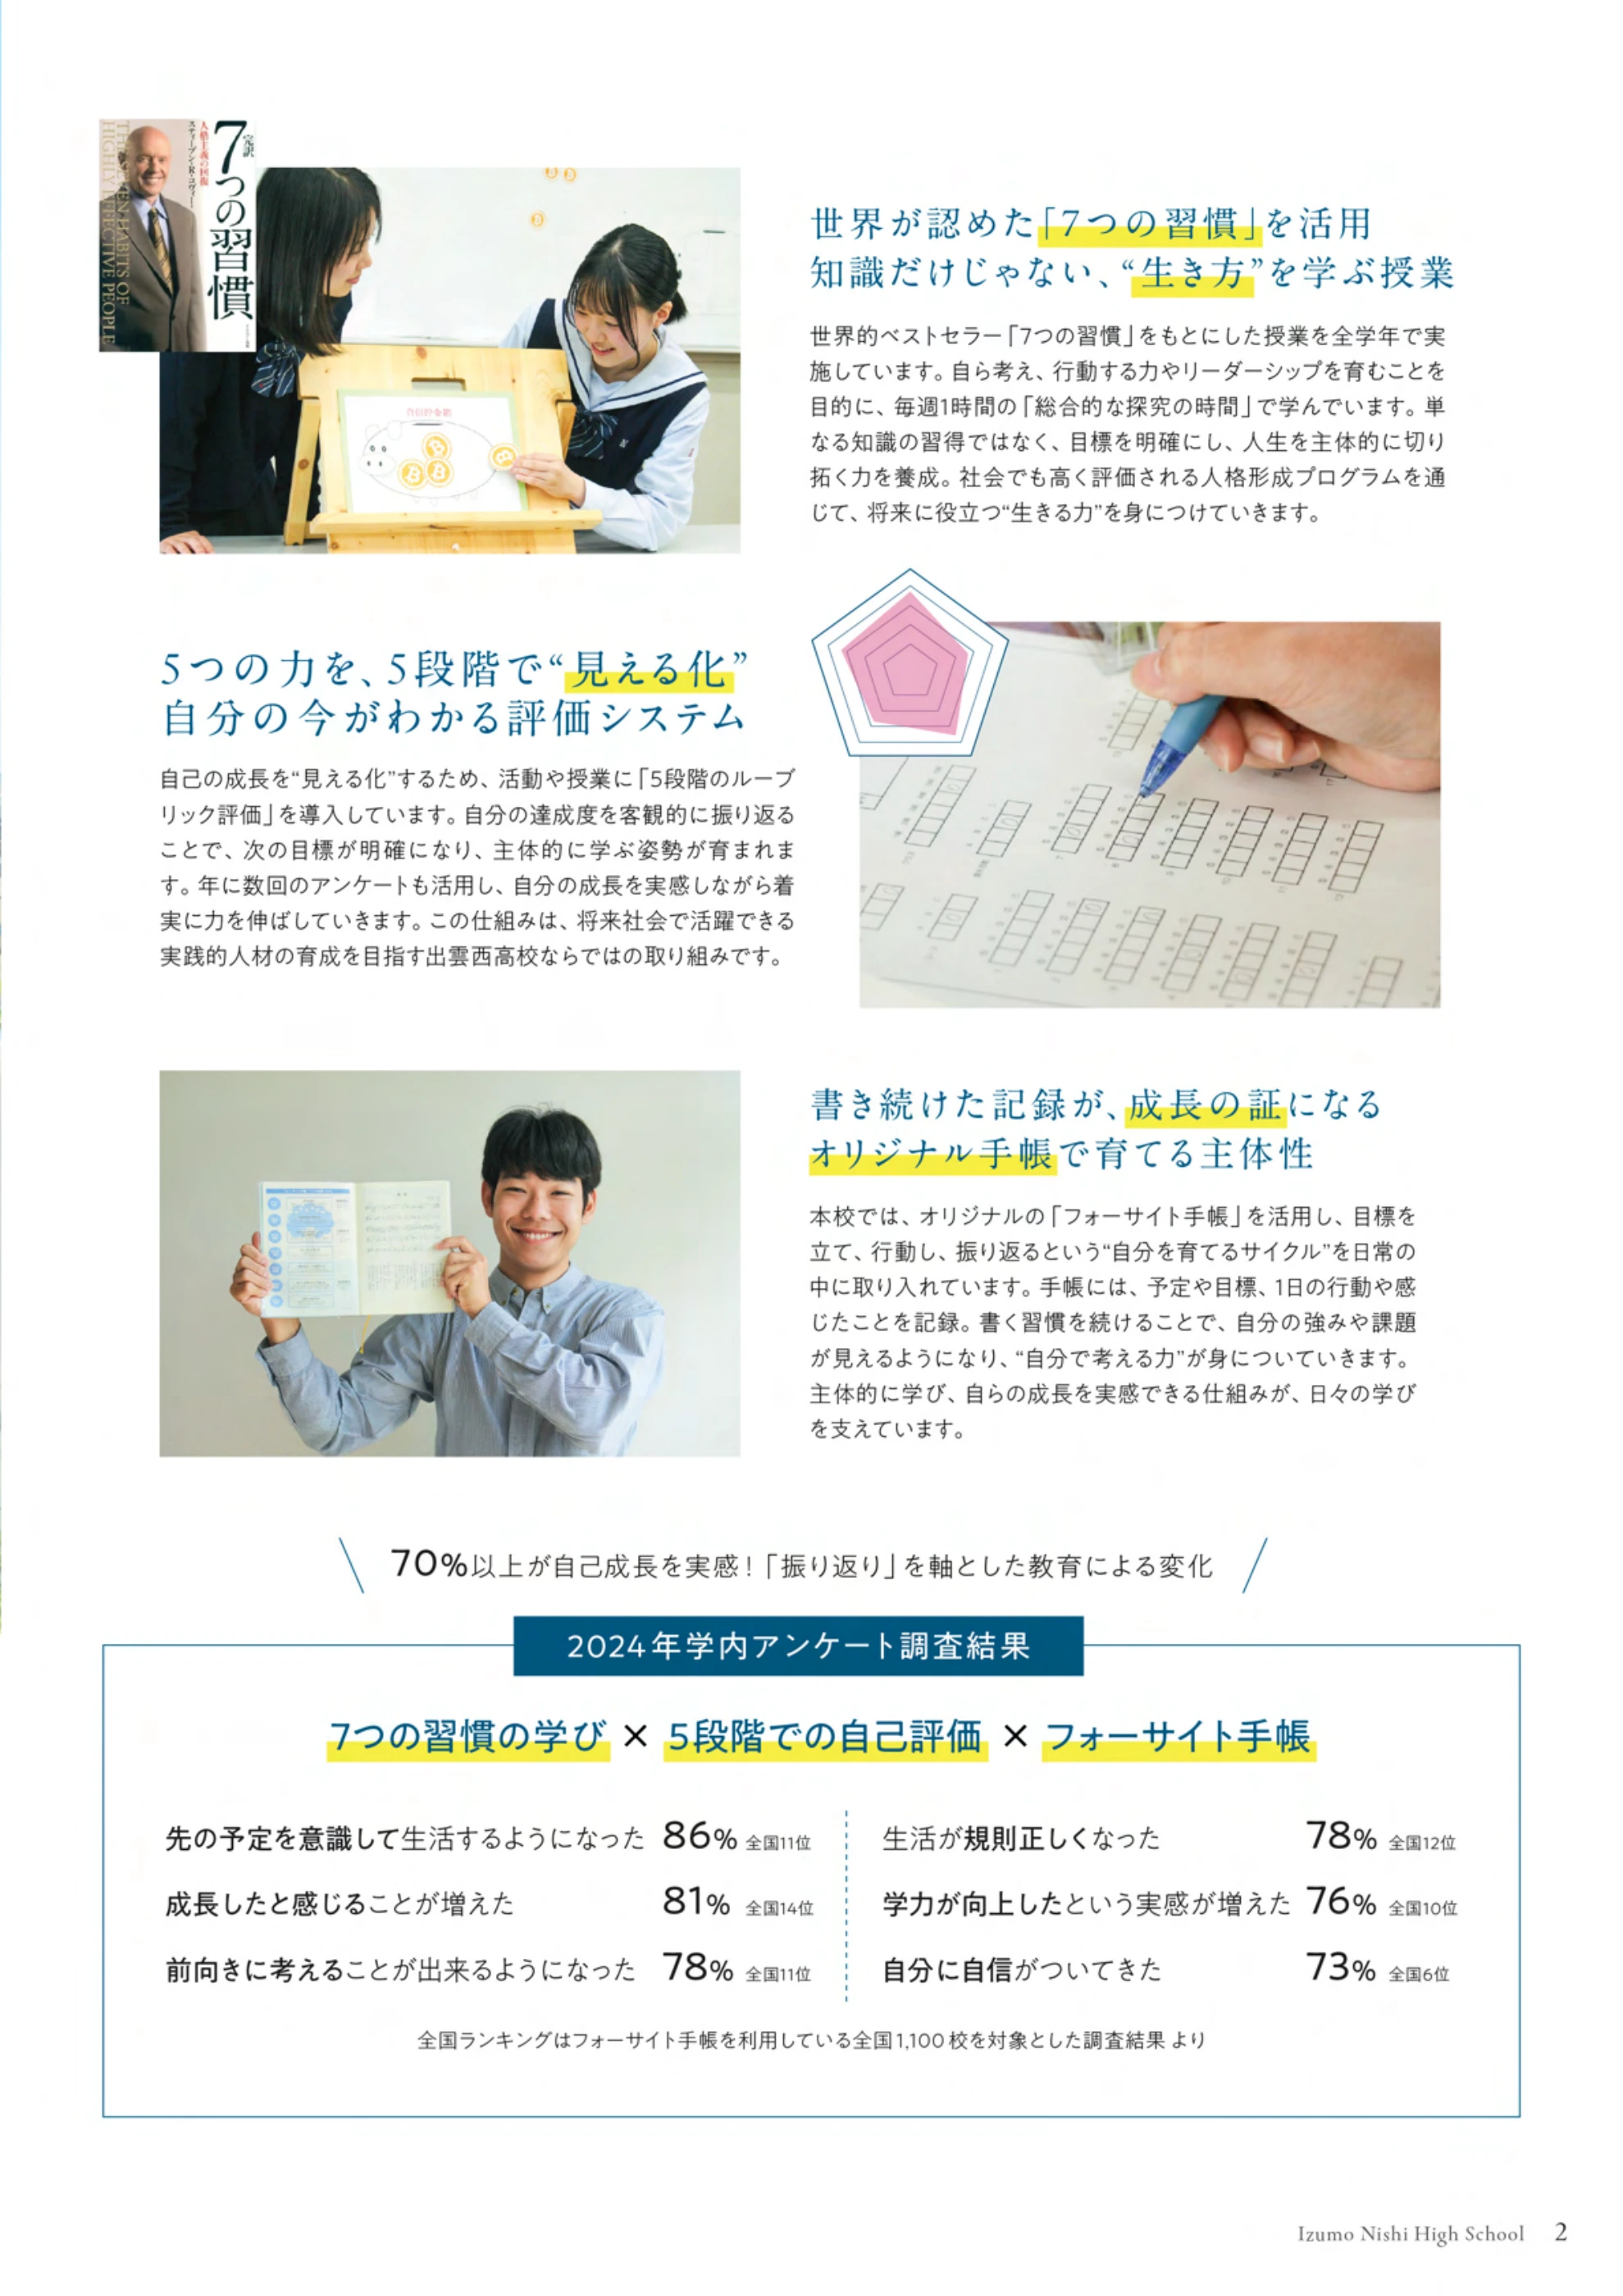 完訳
7つの習慣
人格主義の回復
スティーブン・R・コヴィー
THE SEVEN HABITS OF
HIGHLY EFFECTIVE PEOPLE
世界が認めた「7つの習慣」を活用
知識だけじゃない、“生き方”を学ぶ授業
世界的ベストセラー「7つの習慣」をもとにした授業を全学年で実
施しています。自ら考え、行動する力やリーダーシップを育むことを
目的に、毎週1時間の「総合的な探究の時間」で学んでいます。単
なる知識の習得ではなく、目標を明確にし、人生を主体的に切り
拓く力を養成。社会でも高く評価される人格形成プログラムを通
じて、将来に役立つ“生きる力”を身につけていきます。
5つの力を、5段階で“見える化”
自分の今がわかる評価システム
自己の成長を“見える化”するため、活動や授業に「5段階のルーブ
リック評価」を導入しています。自分の達成度を客観的に振り返る
ことで、次の目標が明確になり、主体的に学ぶ姿勢が育まれま
す。年に数回のアンケートも活用し、自分の成長を実感しながら着
実に力を伸ばしていきます。この仕組みは、将来社会で活躍できる
実践的人材の育成を目指す出雲西高校ならではの取り組みです。
書き続けた記録が、成長の証になる
オリジナル手帳で育てる主体性
本校では、オリジナルの「フォーサイト手帳」を活用し、目標を
立て、行動し、振り返るという“自分を育てるサイクル”を日常の
中に取り入れています。手帳には、予定や目標、1日の行動や感
じたことを記録。書く習慣を続けることで、自分の強みや課題
が見えるようになり、“自分で考える力”が身についていきます。
主体的に学び、自らの成長を実感できる仕組みが、日々の学び
を支えています。
70%以上が自己成長を実感！「振り返り」を軸とした教育による変化
2024年学内アンケート調査結果
7つの習慣の学び × 5段階での自己評価 × フォーサイト手帳
先の予定を意識して生活するようになった 86% 全国11位
成長したと感じることが増えた 81% 全国14位
前向きに考えることが出来るようになった 78% 全国11位
生活が規則正しくなった 78% 全国12位
学力が向上したという実感が増えた 76% 全国10位
自分に自信がついてきた 73% 全国6位
全国ランキングはフォーサイト手帳を利用している全国1,100校を対象とした調査結果 より
Izumo Nishi High School 2